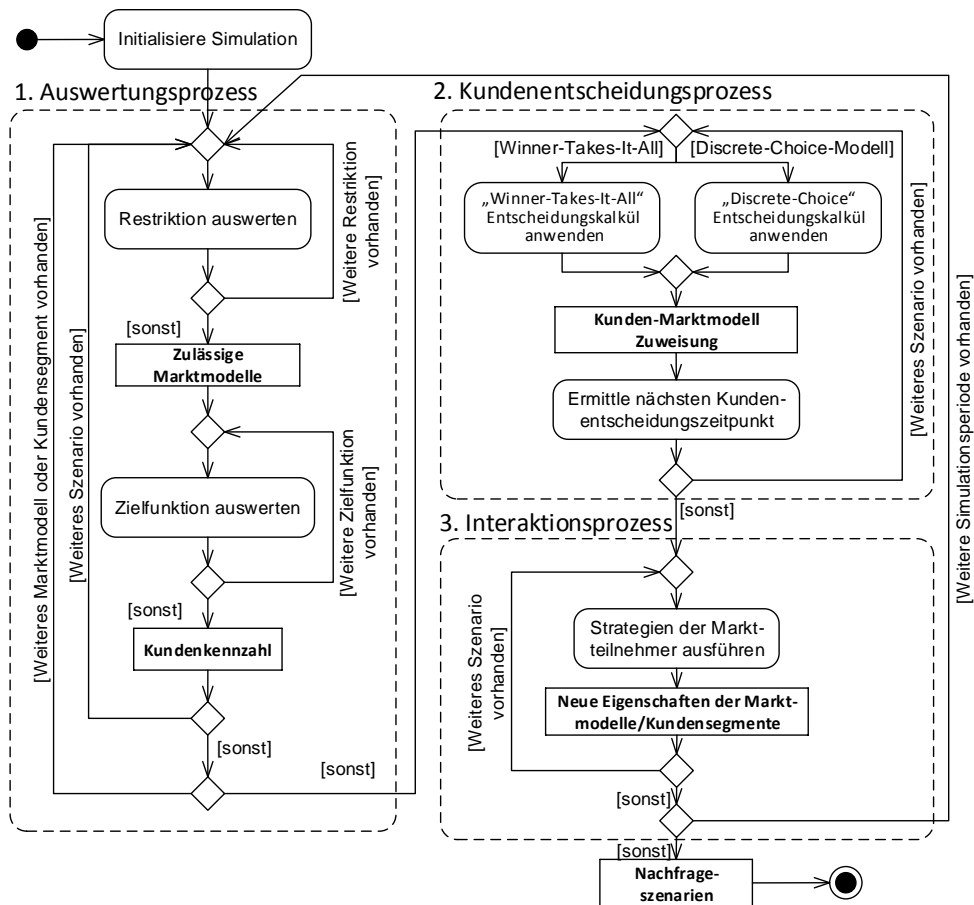 Initialisiere Simulation
1. Auswertungsprozess
Restriktion auswerten
[Weitere Restriktion
vorhanden]
[sonst]
Zulässige
Marktmodelle
Zielfunktion auswerten
[Weitere Zielfunktion
vorhanden]
[sonst]
Kundenkennzahl
[Weiteres Szenario vorhanden]
[sonst]
[Weiteres Marktmodell oder Kundensegment vorhanden]
[sonst]
2. Kundenentscheidungsprozess
[Winner-Takes-It-All]
[Discrete-Choice-Modell]
„Winner-Takes-It-All“
Entscheidungskalkül
anwenden
„Discrete-Choice“
Entscheidungskalkül
anwenden
Kunden-Marktmodell
Zuweisung
Ermittle nächsten Kunden-
entscheidungszeitpunkt
[Weiteres Szenario vorhanden]
[sonst]
3. Interaktionsprozess
Strategien der Markt-
teilnehmer ausführen
Neue Eigenschaften der Markt-
modelle/Kundensegmente
[Weiteres Szenario
vorhanden]
[sonst]
[Weitere Simulationsperiode vorhanden]
[sonst]
Nachfrage-
szenarien